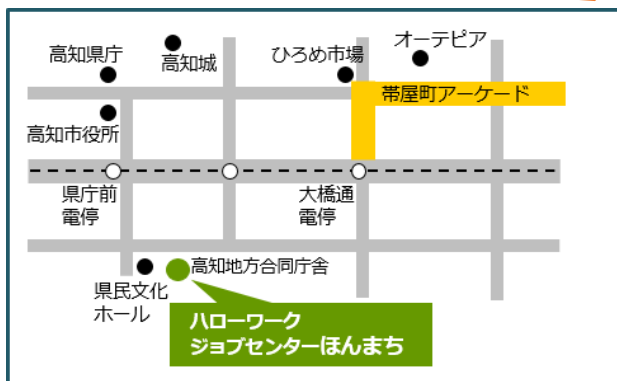 高知県庁
高知城
ひろめ市場
オーテピア
帯屋町アーケード
高知市役所
県庁前
電停
大橋通
電停
高知地方合同庁舎
県民文化
ホール
ハローワーク
ジョブセンターほんまち